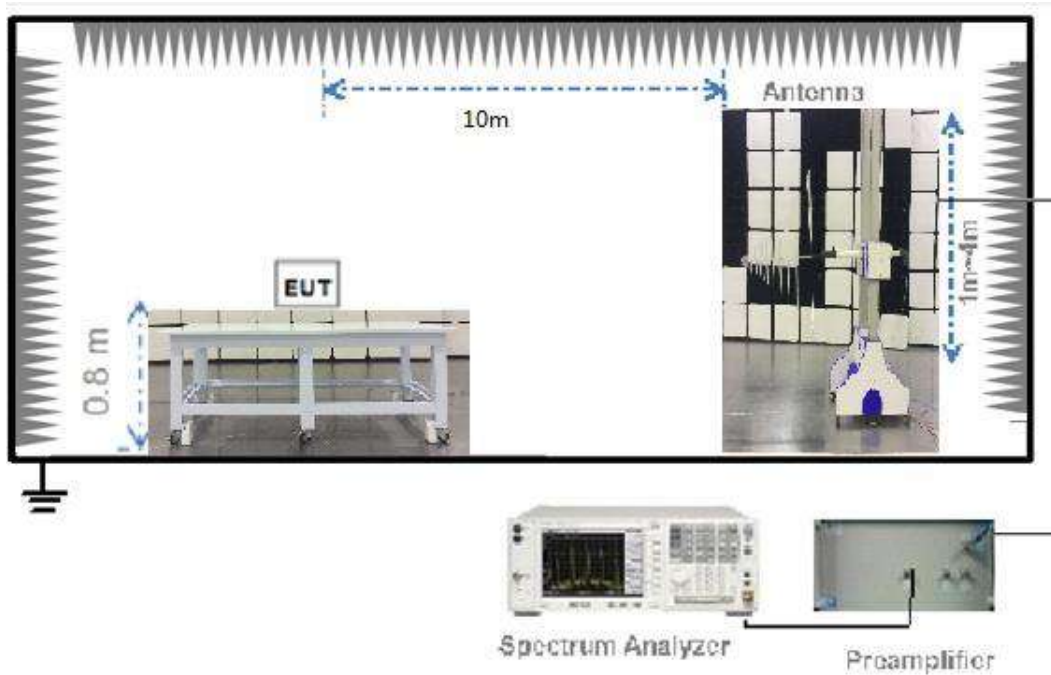 Antenna
10m
1m-4m
EUT
0.8 m
Spectrum Analyzer
Preamplifier